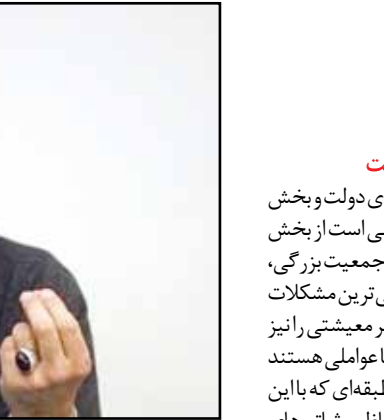 ت
ی دولت و بخش
ی است از بخش
جمعیت بزرگی،
ی‌ترین مشکلات
ر معیشتی را نیز
ا عواملی هستند
طبقه‌ای که با این